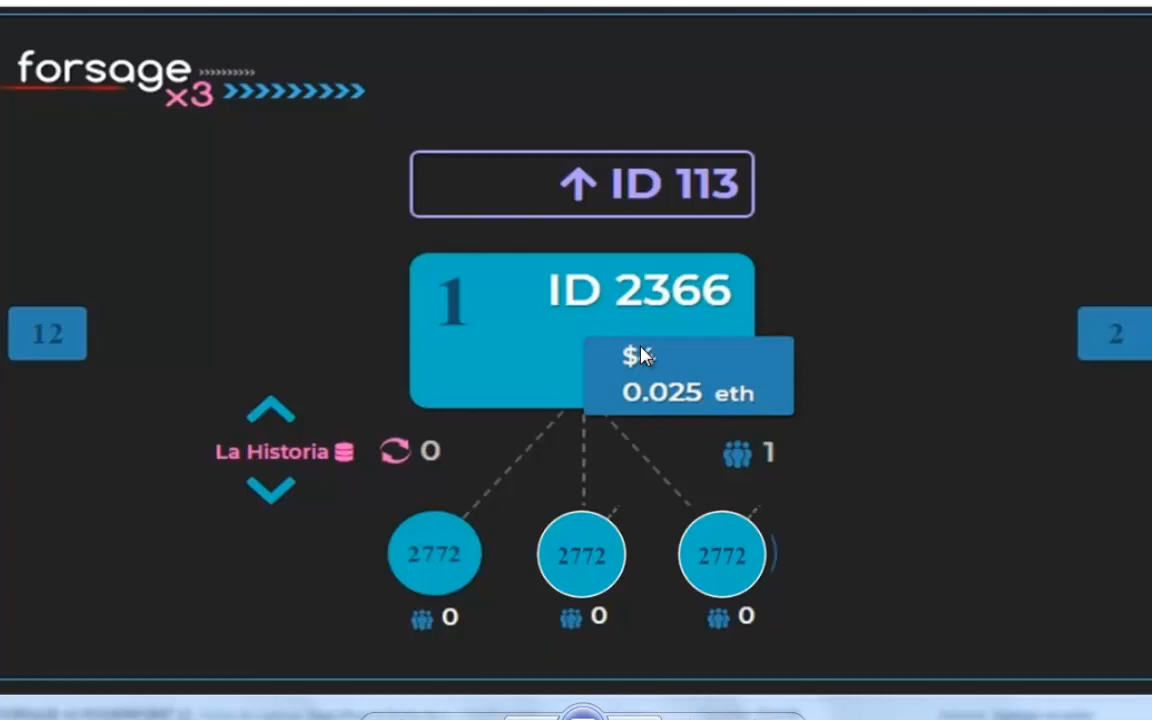 forsage
x3
↑ ID 113
1 ID 2366
12
2
$
0.025 eth
La Historia 0
1
2772 2772 2772
0 0 0